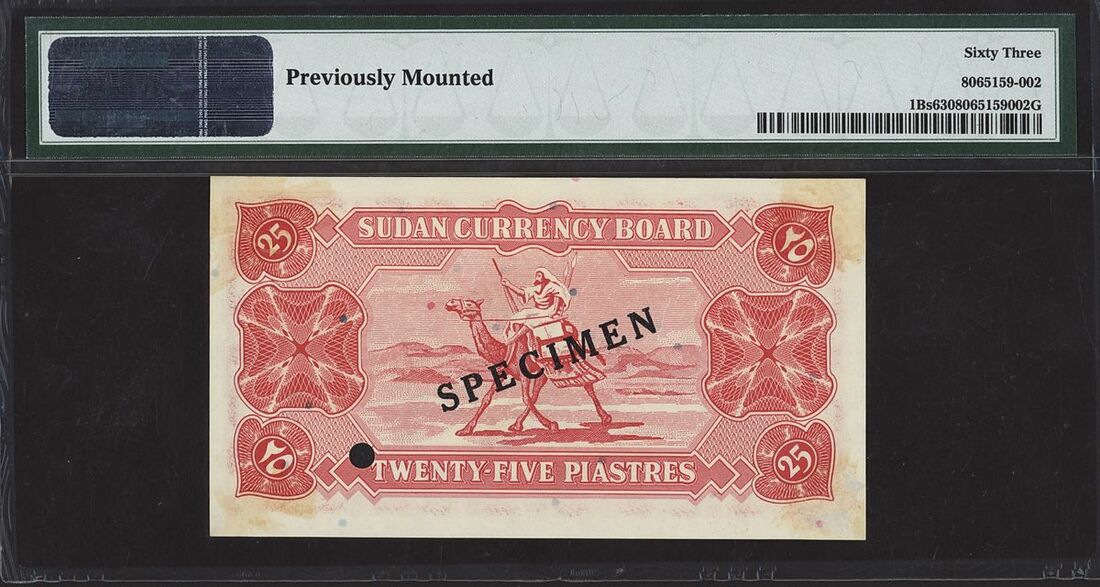 Previously Mounted
Sixty Three
8065159-002
1Bs6308065159002G
SUDAN CURRENCY BOARD
25
٢٥
SPECIMEN
٢٥
25
TWENTY-FIVE PIASTRES